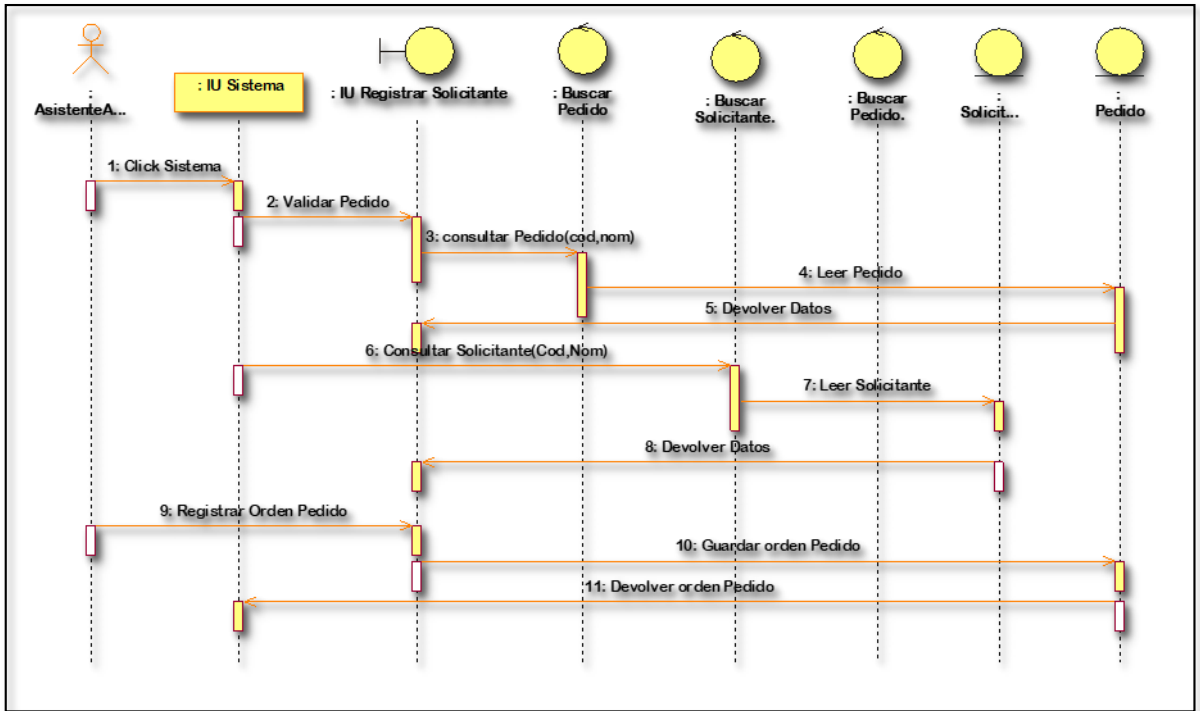 :
AsistenteA...
: IU Sistema
: IU Registrar Solicitante
: Buscar
Pedido
: Buscar
Solicitante.
: Buscar
Pedido.
:
Solicit...
:
Pedido
1: Click Sistema
2: Validar Pedido
3: consultar Pedido(cod,nom)
4: Leer Pedido
5: Devolver Datos
6: Consultar Solicitante(Cod,Nom)
7: Leer Solicitante
8: Devolver Datos
9: Registrar Orden Pedido
10: Guardar orden Pedido
11: Devolver orden Pedido